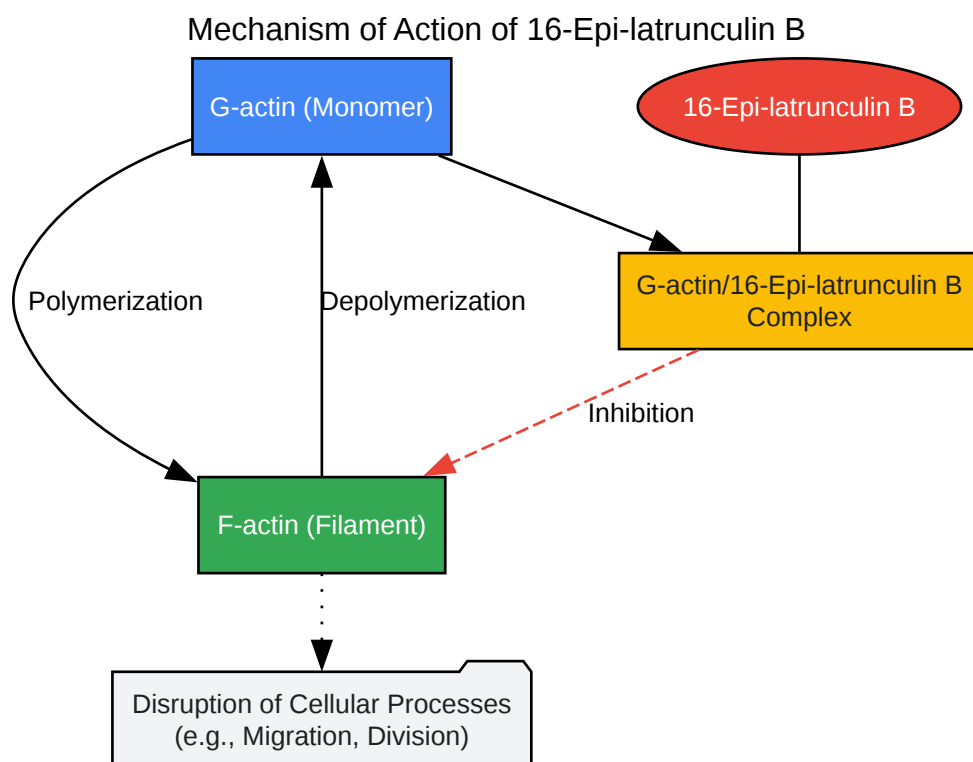 Mechanism of Action of 16-Epi-latrunculin B
G-actin (Monomer)
16-Epi-latrunculin B
G-actin/16-Epi-latrunculin B
Complex
Polymerization
Depolymerization
Inhibition
F-actin (Filament)
Disruption of Cellular Processes
(e.g., Migration, Division)